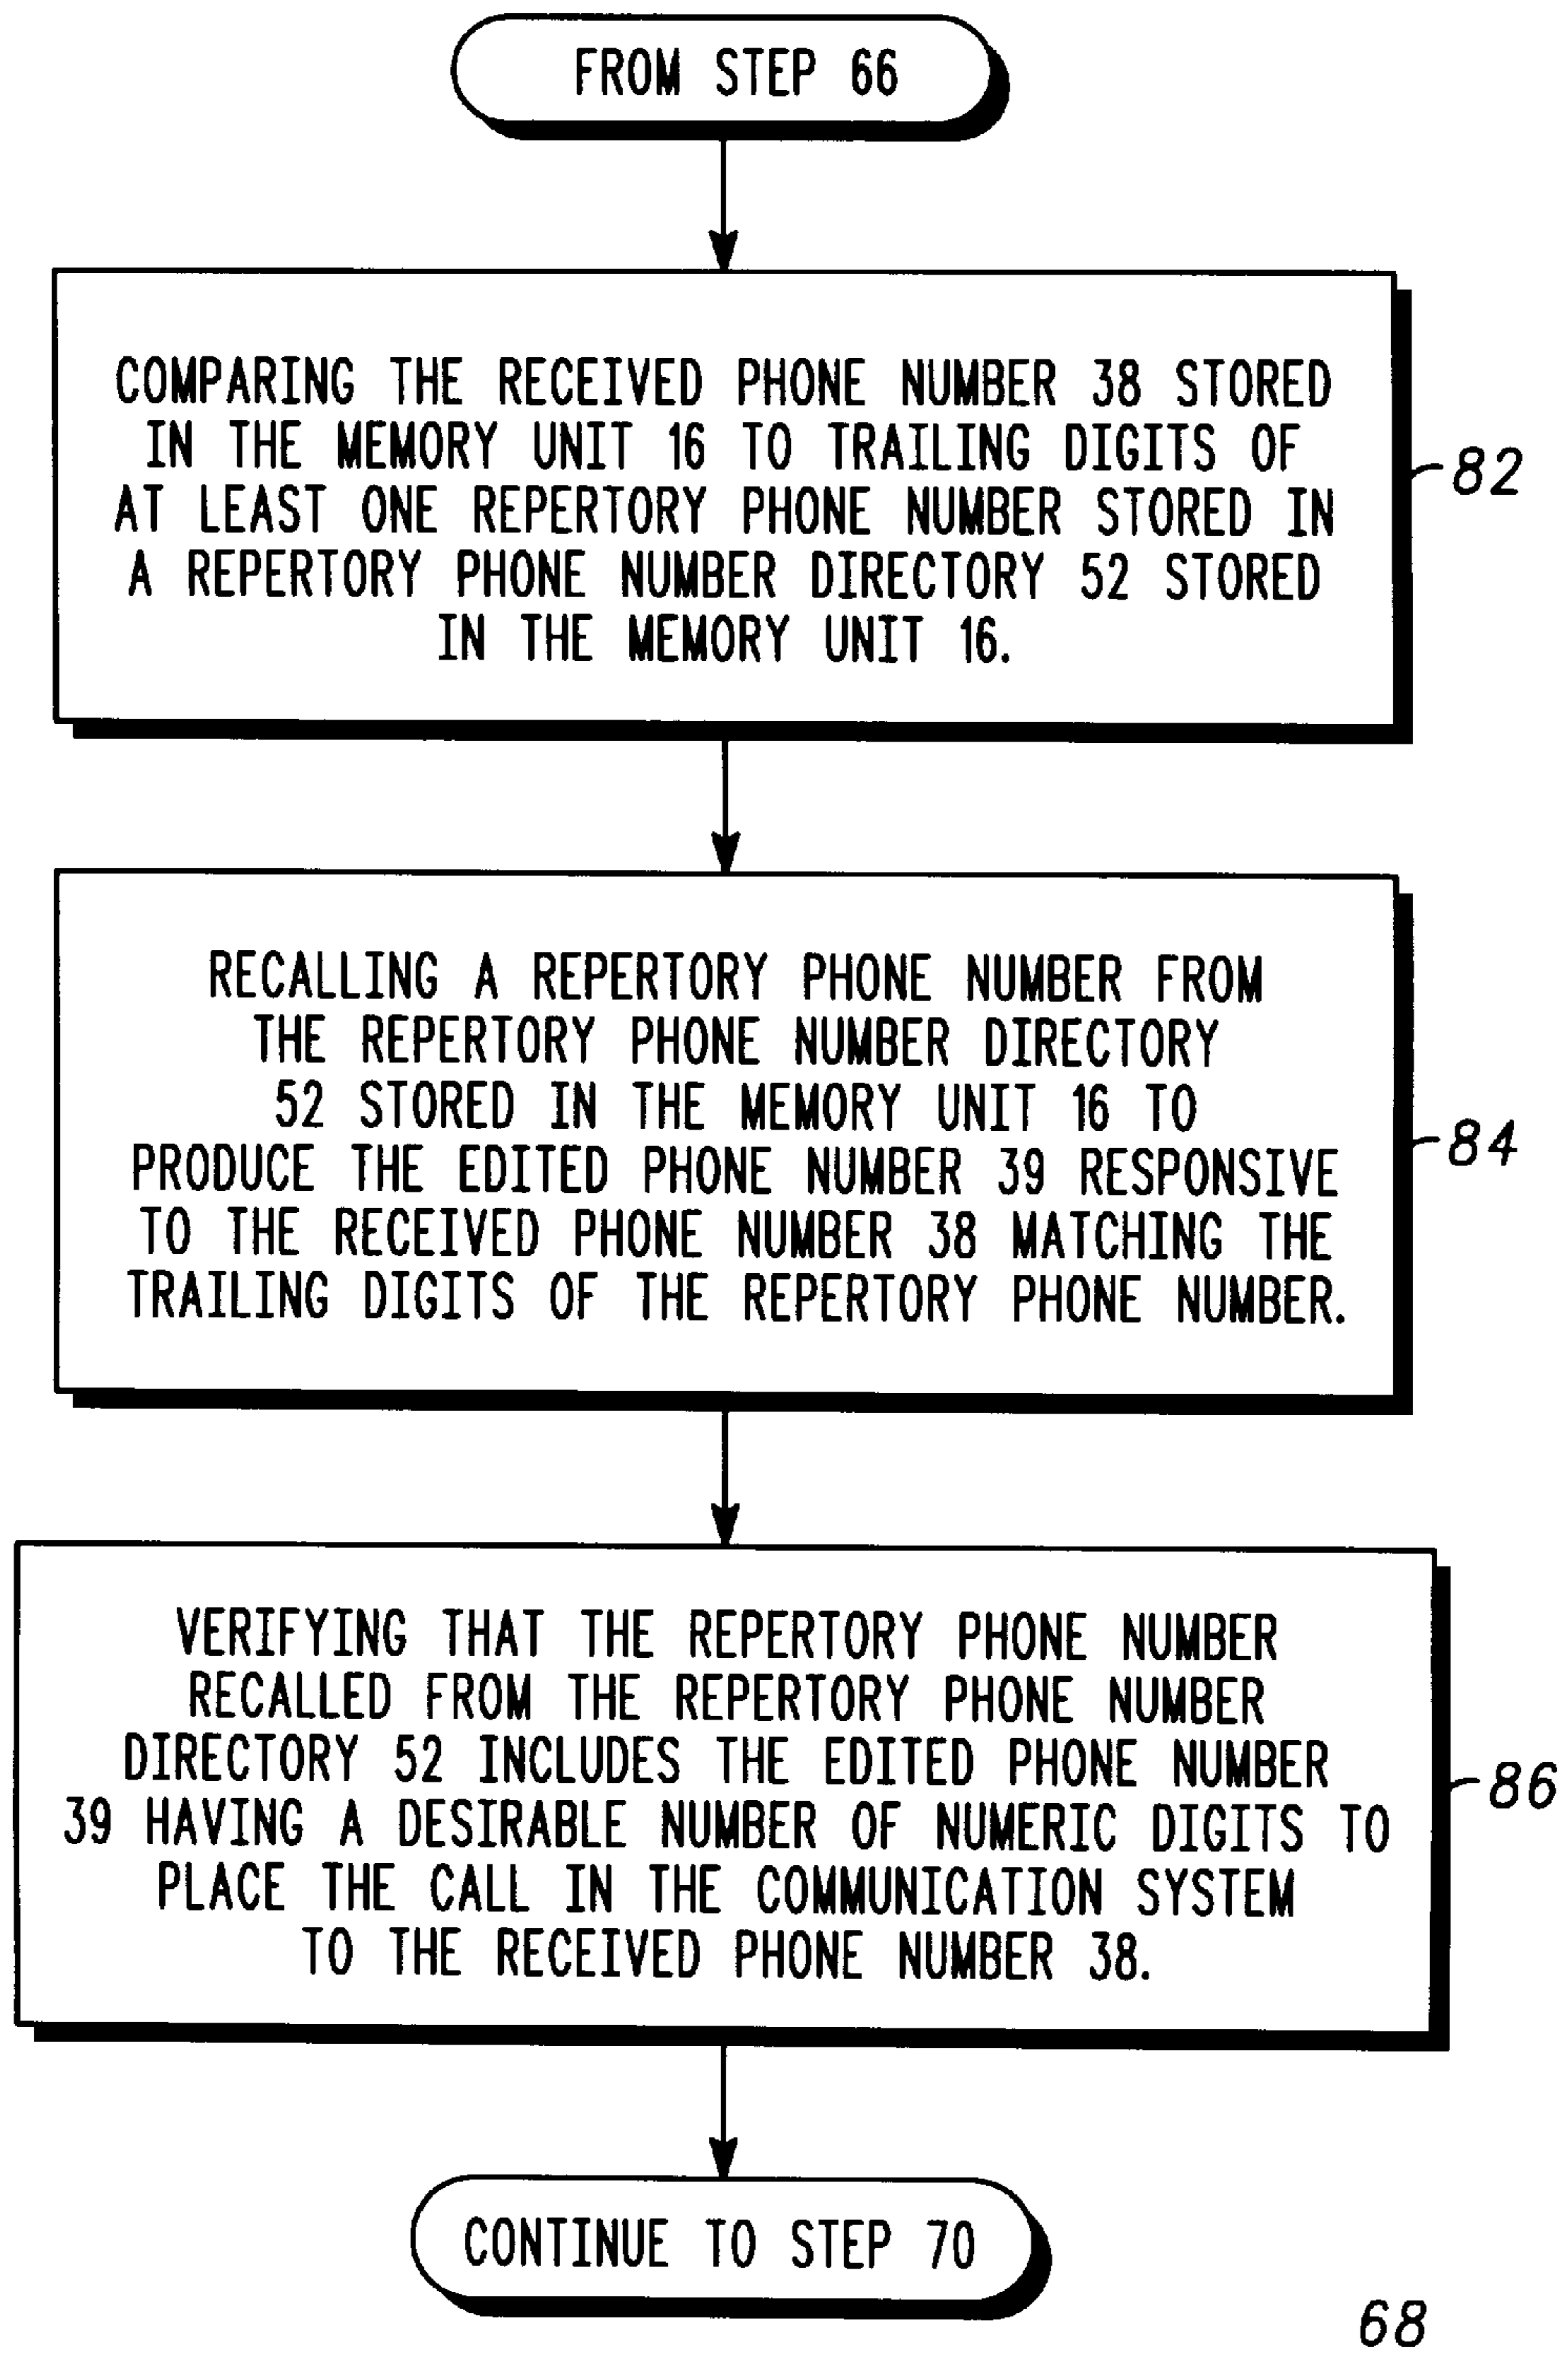 FROM STEP 66
COMPARING THE RECEIVED PHONE NUMBER 38 STORED
IN THE MEMORY UNIT 16 TO TRAILING DIGITS OF
AT LEAST ONE REPERTORY PHONE NUMBER STORED IN
A REPERTORY PHONE NUMBER DIRECTORY 52 STORED
IN THE MEMORY UNIT 16.
82
RECALLING A REPERTORY PHONE NUMBER FROM
THE REPERTORY PHONE NUMBER DIRECTORY
52 STORED IN THE MEMORY UNIT 16 TO
PRODUCE THE EDITED PHONE NUMBER 39 RESPONSIVE
TO THE RECEIVED PHONE NUMBER 38 MATCHING THE
TRAILING DIGITS OF THE REPERTORY PHONE NUMBER.
84
VERIFYING THAT THE REPERTORY PHONE NUMBER
RECALLED FROM THE REPERTORY PHONE NUMBER
DIRECTORY 52 INCLUDES THE EDITED PHONE NUMBER
39 HAVING A DESIRABLE NUMBER OF NUMERIC DIGITS TO
PLACE THE CALL IN THE COMMUNICATION SYSTEM
TO THE RECEIVED PHONE NUMBER 38.
86
CONTINUE TO STEP 70
68